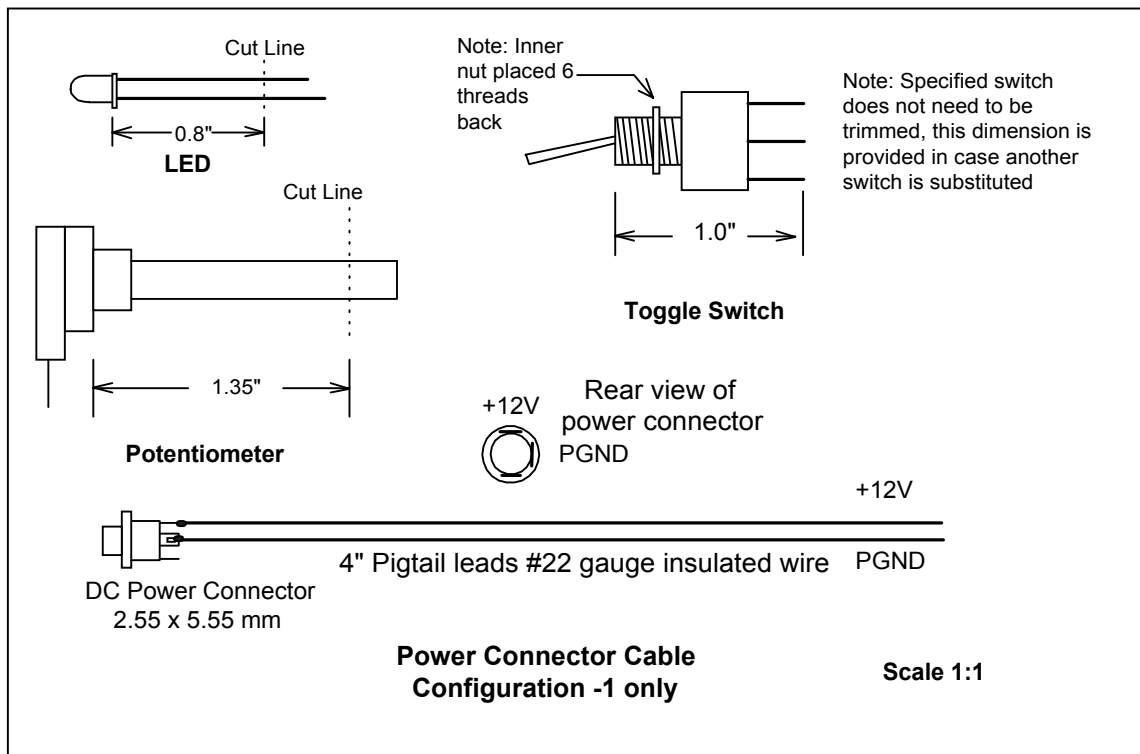 Cut Line
0.8"
LED
Note: Inner
nut placed 6
threads
back
Note: Specified switch
does not need to be
trimmed, this dimension is
provided in case another
switch is substituted
1.0"
Toggle Switch
Cut Line
1.35"
Potentiometer
Rear view of
power connector
+12V
PGND
+12V
4" Pigtail leads #22 gauge insulated wire
PGND
DC Power Connector
2.55 x 5.55 mm
Power Connector Cable
Configuration -1 only
Scale 1:1